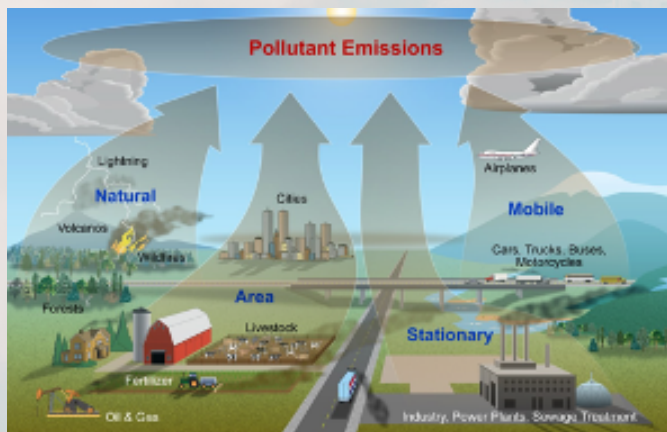 Pollutant Emissions
Lightning
Natural
Volcanos
Wildfires
Forests
Cities
Airplanes
Mobile
Cars, Trucks, Buses,
Motorcycles
Area
Livestock
Fertilizer
Oil & Gas
Stationary
Industry, Power Plants, Sewage Treatment